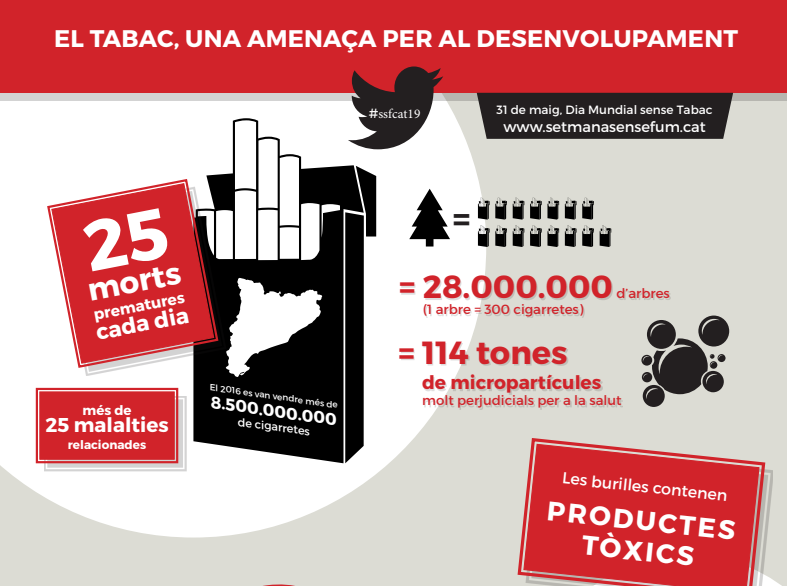 EL TABAC, UNA AMENAÇA PER AL DESENVOLUPAMENT
#ssfcat19
31 de maig, Dia Mundial sense Tabac
www.setmanasensefum.cat
25
morts
prematures
cada dia
més de
25 malalties
relacionades
El 2016 es van vendre més de
8.500.000.000
de cigarretes
=
= 28.000.000 d'arbres
(1 arbre = 300 cigarretes)
= 114 tones
de micropartícules
molt perjudicials per a la salut
Les burilles contenen
PRODUCTES
TÒXICS